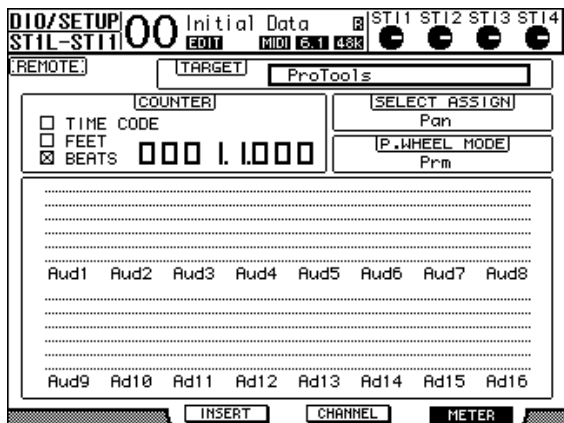 DIO/SETUP 00 Initial Data R ST11 ST12 ST13 ST14
ST1L-ST11 EDIT MIDI 5.1 48k
REMOTE TARGET ProTools
COUNTER SELECT ASSIGN
TIME CODE Pan
FEET P.WHEEL MODE
BEATS 000 1.1.000 Prm
Aud1 Aud2 Aud3 Aud4 Aud5 Aud6 Aud7 Aud8
Aud9 Ad10 Ad11 Ad12 Ad13 Ad14 Ad15 Ad16
INSERT CHANNEL METER